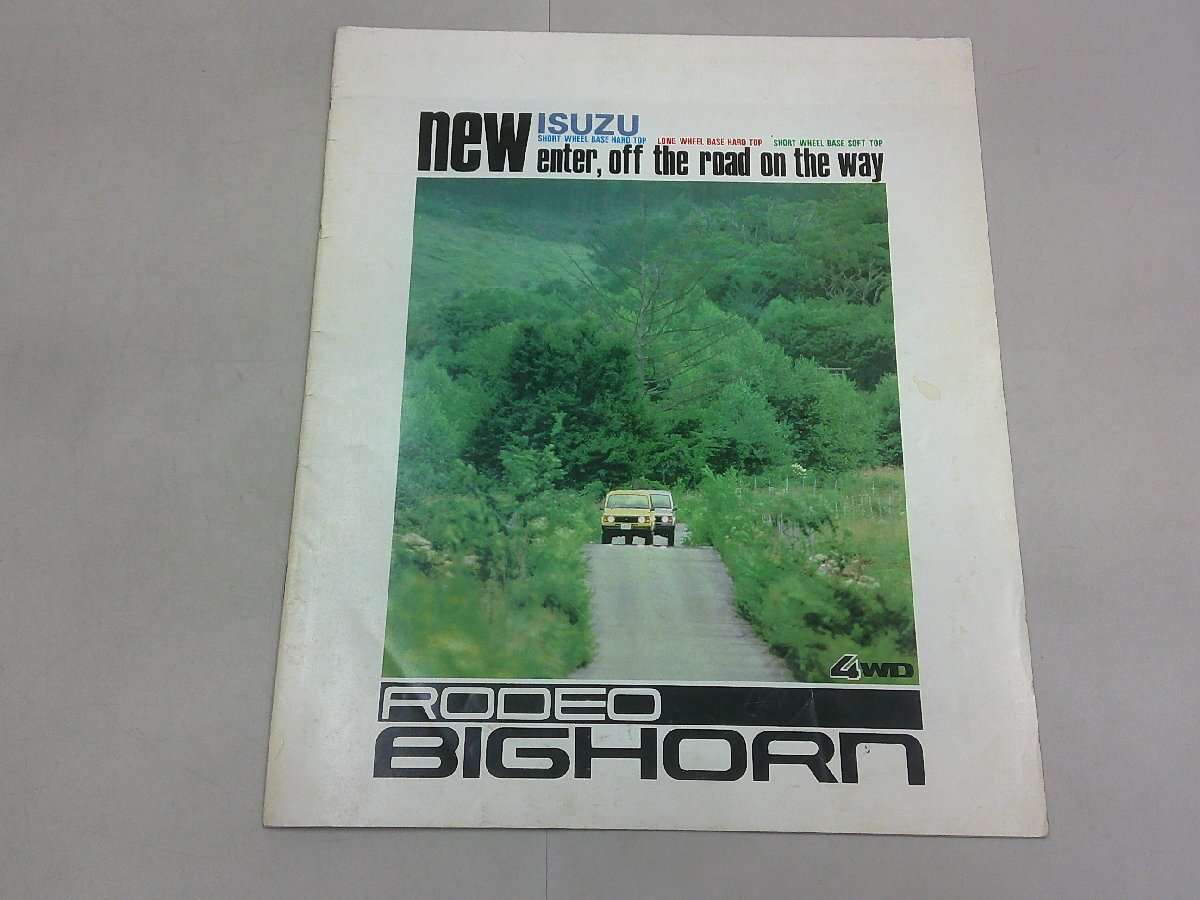 new ISUZU
SHORT WHEEL BASE HARD TOP LONG WHEEL BASE HARD TOP SHORT WHEEL BASE SOFT TOP
enter, off the road on the way
4WD
RODEO
BIGHORN